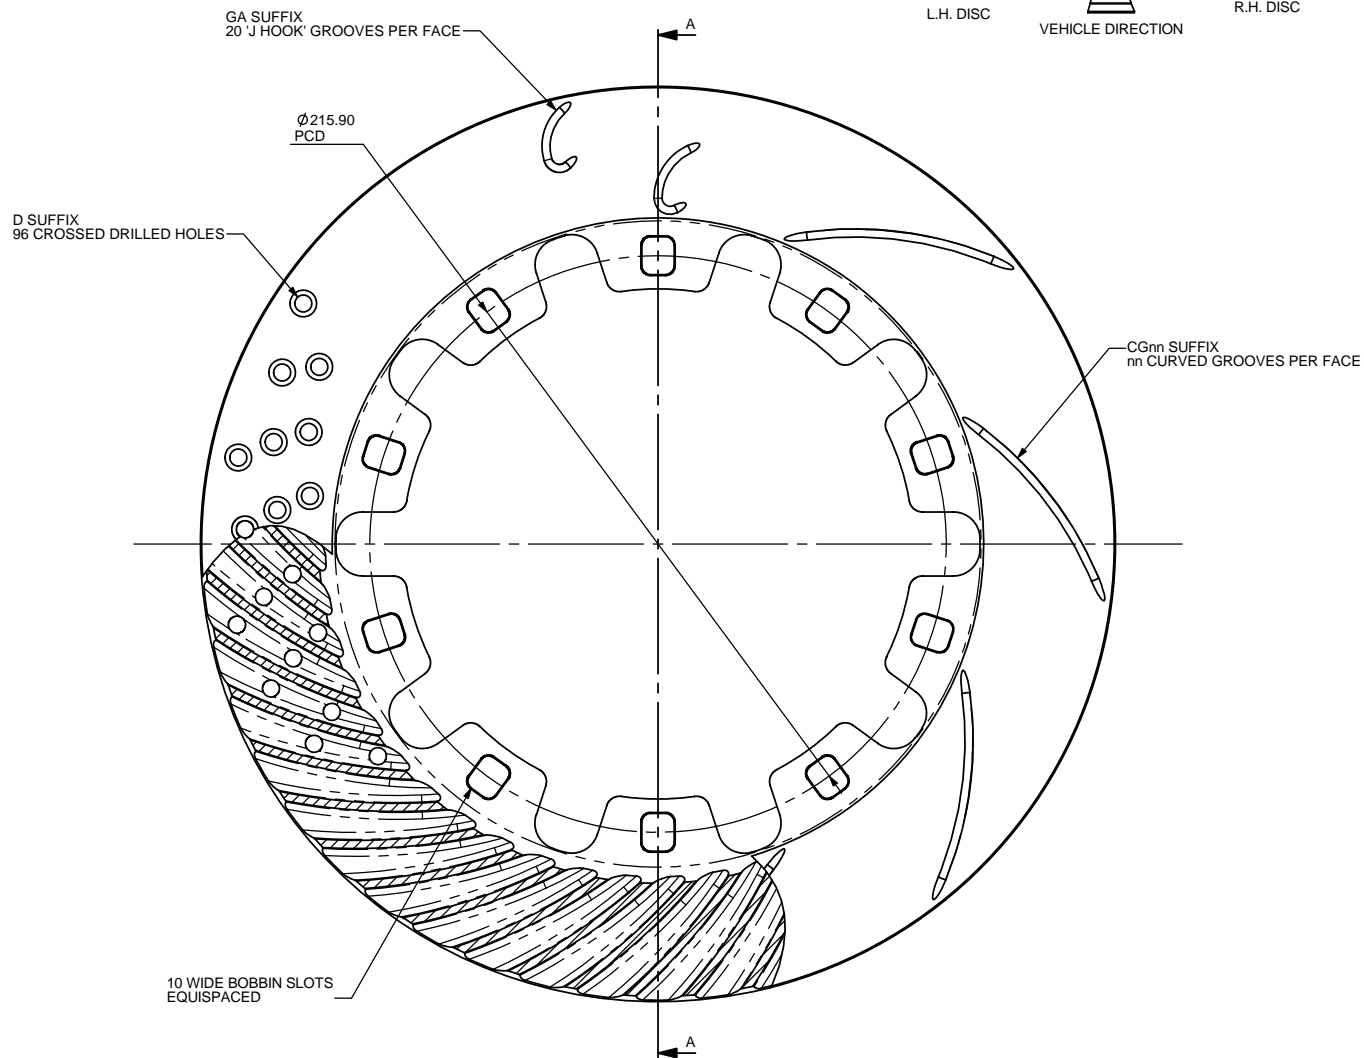 L.H. DISC
R.H. DISC
VEHICLE DIRECTION
GA SUFFIX
20 'J HOOK' GROOVES PER FACE
A
Ø215.90
PCD
D SUFFIX
96 CROSSED DRILLED HOLES
CGnn SUFFIX
nn CURVED GROOVES PER FACE
10 WIDE BOBBIN SLOTS
EQUISPACED
A